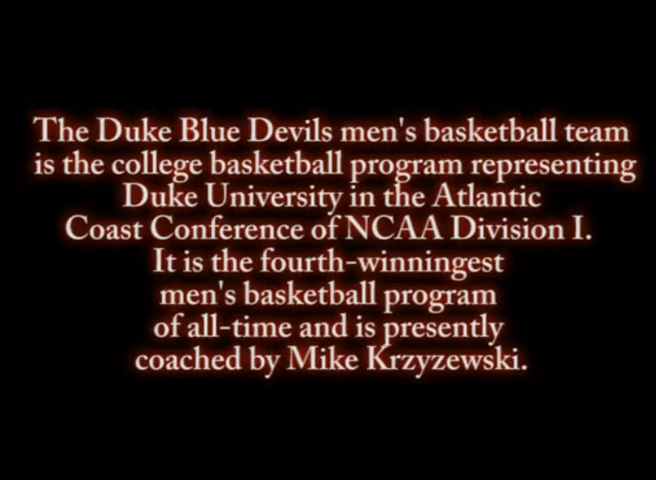 The Duke Blue Devils men's basketball team
is the college basketball program representing
Duke University in the Atlantic
Coast Conference of NCAA Division I.
It is the fourth-winningest
men's basketball program
of all-time and is presently
coached by Mike Krzyzewski.